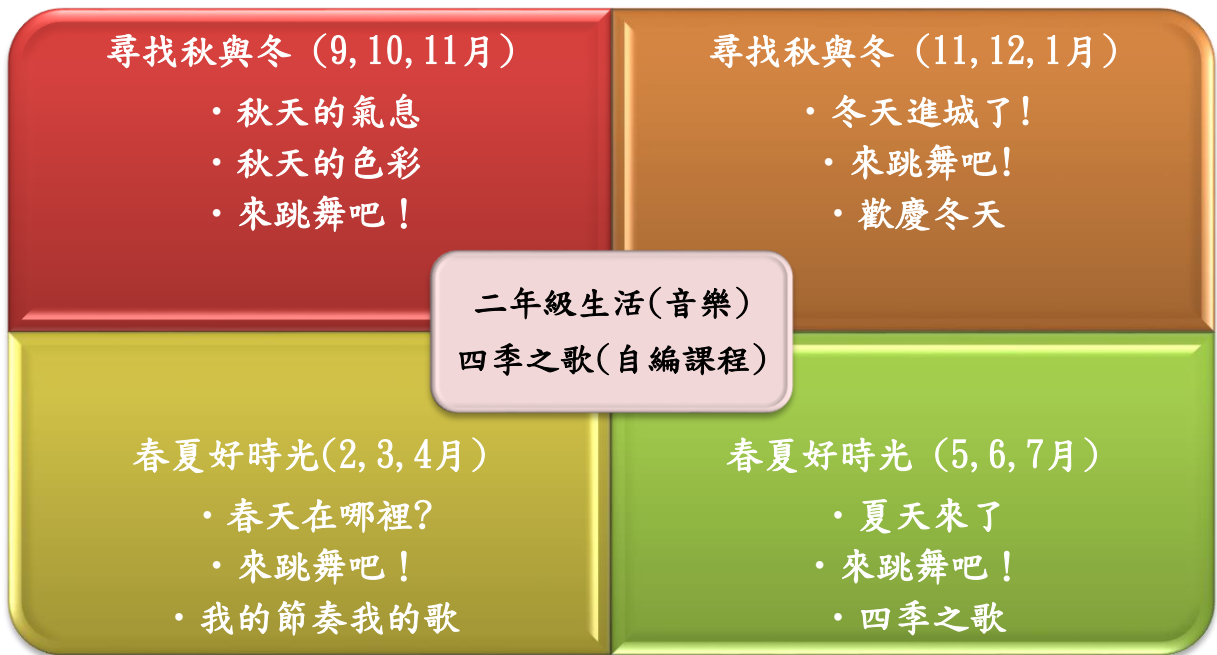 尋找秋與冬 (9,10,11月)
・秋天的氣息
・秋天的色彩
・來跳舞吧！
尋找秋與冬 (11,12,1月)
・冬天進城了!
・來跳舞吧!
・歡慶冬天
二年級生活(音樂)
四季之歌(自編課程)
春夏好時光(2,3,4月)
・春天在哪裡?
・來跳舞吧！
・我的節奏我的歌
春夏好時光 (5,6,7月)
・夏天來了
・來跳舞吧！
・四季之歌